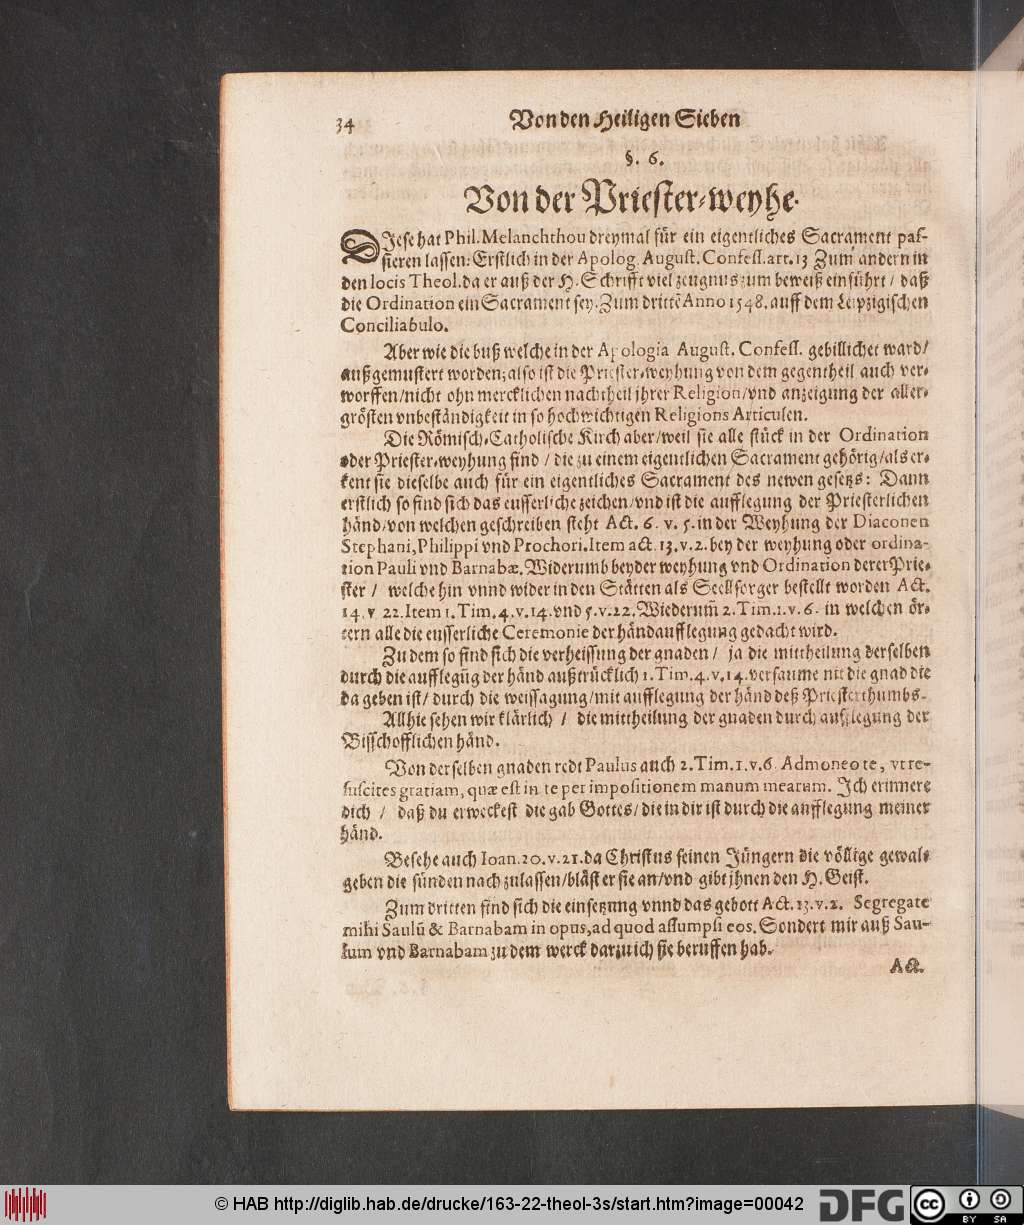 34 Von den Heiligen Sieben
§. 6.
Von der Priester-weyhe.
DJese hat Phil. Melanchthon dreymal für ein eigentliches Sacrament pas-
sieren lassen: Erstlich in der Apolog. August. Confess. art. 13 Zum andern in
den locis Theol. da er auß der H. Schrifft viel zeugnus zum beweiß einführt / daß
die Ordination ein Sacrament sey. Zum drittẽ Anno 1548. auff dem Leipzigischen
Conciliabulo.
Aber wie die buß welche in der Apologia August. Confess. gebillichet ward/
außgemustert worden; also ist die Priester-weyhung von dem gegentheil auch ver-
worffen/nicht ohn mercklichen nachtheil jhrer Religion/vnd anzeigung der aller-
grösten vnbeständigkeit in so hochwichtigen Religions Articulen.
Die Römisch-Catholische Kirch aber/weil sie alle stück in der Ordination
oder Priester-weyhung find / die zu einem eigentlichen Sacrament gehörig/als er-
kent sie dieselbe auch für ein eigentliches Sacrament des newen gesetzs: Dann
erstlich so find sich das eusserliche zeichen/vnd ist die aufflegung der Priesterlichen
händ/von welchen geschreiben steht Act. 6. v. 5. in der Weyhung der Diaconen
Stephani, Philippi vnd Prochori. Item act. 13. v. 2. bey der weyhung oder ordina-
tion Pauli vnd Barnabæ. Widerumb bey der weyhung vnd Ordination derer Prie-
ster / welche hin vnnd wider in den Stätten als Seellsorger bestellt worden Act.
14. v 22. Item 1. Tim. 4. v. 14. vnd 5. v. 22. Wiederum̃ 2. Tim. 1. v. 6. in welchen ör-
tern alle die eusserliche Ceremonie der händaufflegung gedacht wird.
Zu dem so find sich die verheissung der gnaden / ja die mittheilung derselben
durch die aufflegũg der händ außtrücklich 1. Tim. 4. v. 14. versaume nit die gnad die
da geben ist/ durch die weissagung/mit aufflegung der händ deß Priesterthumbs.
Allhie sehen wir klärlich / die mittheilung der gnaden durch aufflegung der
Bisschofflichen händ.
Von derselben gnaden redt Paulus auch 2. Tim. 1. v. 6. Admoneo te, vt re-
suscites gratiam, quæ est in te per impositionem manum mearum. Jch erinnere
dich / daß du erweckest die gab Gottes/die in dir ist durch die aufflegung meiner
händ.
Besehe auch Ioan. 20. v. 21. da Christus seinen Jüngern die völlige gewalt
geben die sünden nach zulassen/bläst er sie an/vnd gibt jhnen den H. Geist.
Zum dritten find sich die einsetzung vnnd das gebott Act. 13. v. 2. Segregate
mihi Saulũ & Barnabam in opus, ad quod assumpsi eos. Sondert mir auß Sau-
lum vnd Barnabam zu dem werck darzu ich sie beruffen hab.
Act.
© HAB http://diglib.hab.de/drucke/163-22-theol-3s/start.htm?image=00042
DFG
cc BY SA